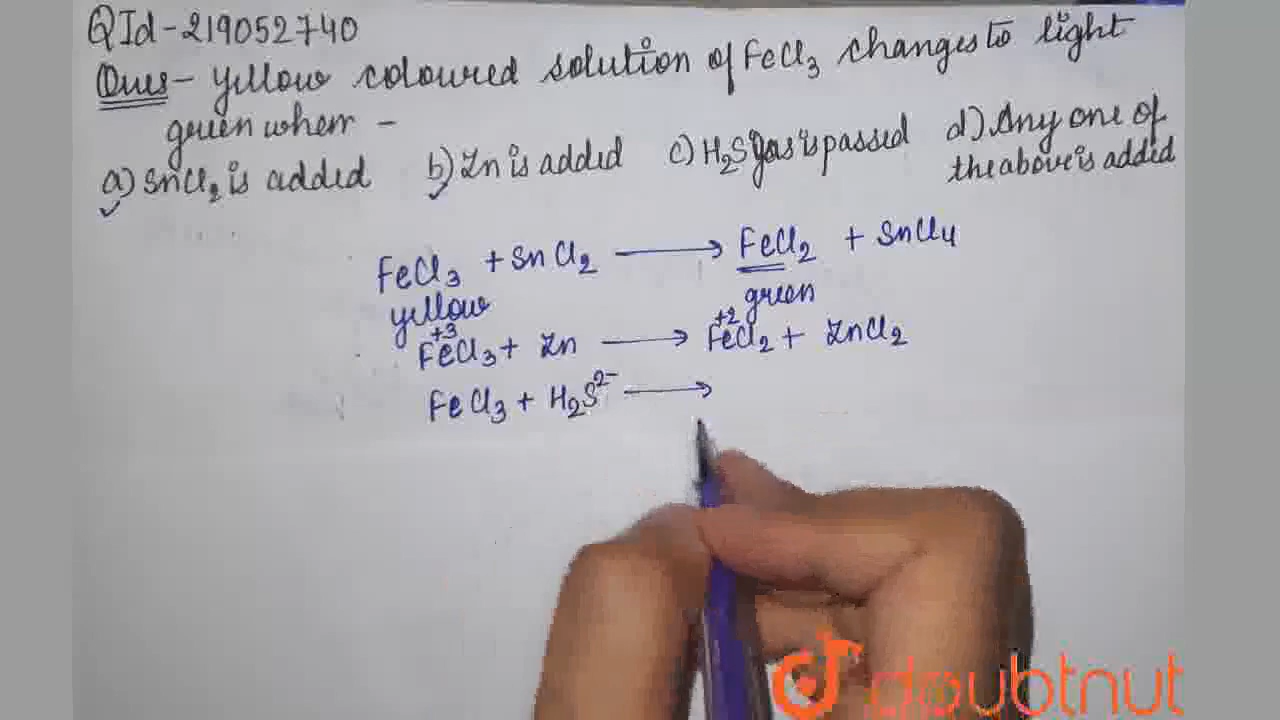 QId-219052740
Ques- Yellow coloured solution of FeCl3 changes to light
green when -
a) SnCl2 is added b) Zn is added c) H2S gas is passed d) Any one of
the above is added
FeCl3 + SnCl2 → FeCl2 + SnCl4
yellow green
+3 +2
FeCl3 + Zn → FeCl2 + ZnCl2
FeCl3 + H2S2- →
doubtnut